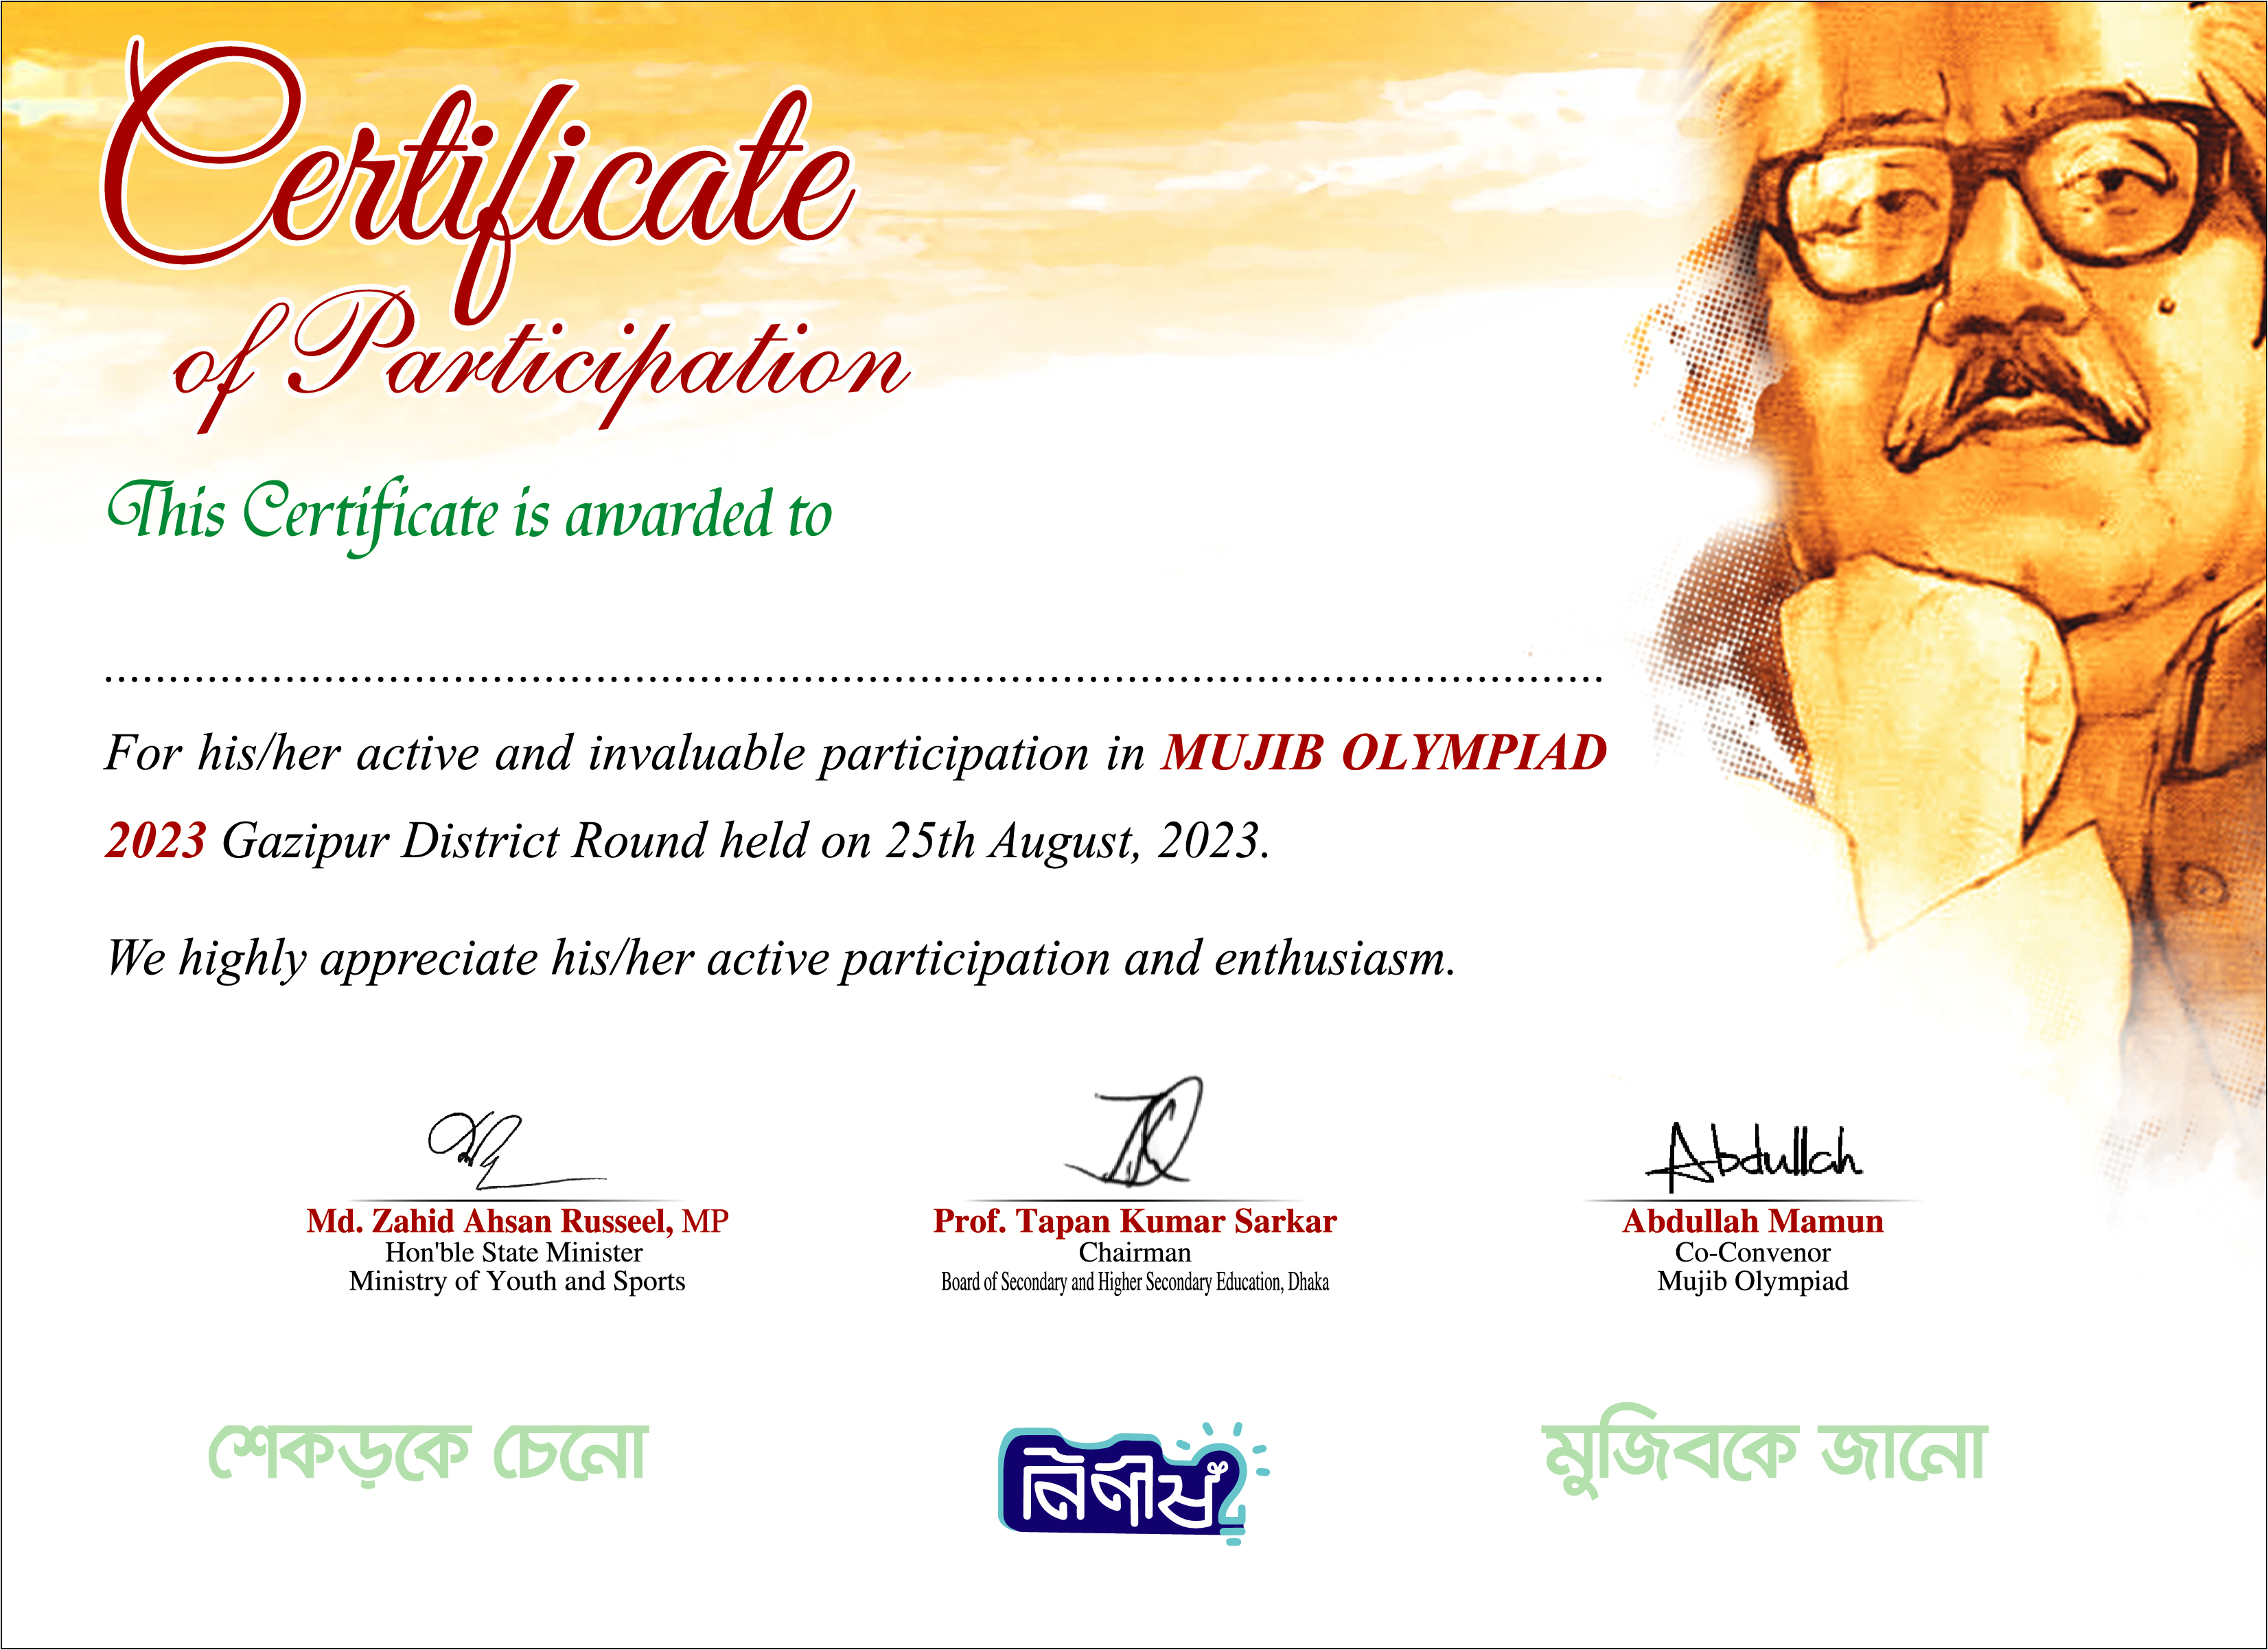 Certificate
of Participation
This Certificate is awarded to
........................................................................................................................
For his/her active and invaluable participation in MUJIB OLYMPIAD
2023 Gazipur District Round held on 25th August, 2023.
We highly appreciate his/her active participation and enthusiasm.
Abdullah
Md. Zahid Ahsan Russeel, MP
Hon'ble State Minister
Ministry of Youth and Sports
Prof. Tapan Kumar Sarkar
Chairman
Board of Secondary and Higher Secondary Education, Dhaka
Abdullah Mamun
Co-Convenor
Mujib Olympiad
শেকড়কে চেনো
মুজিবকে জানো